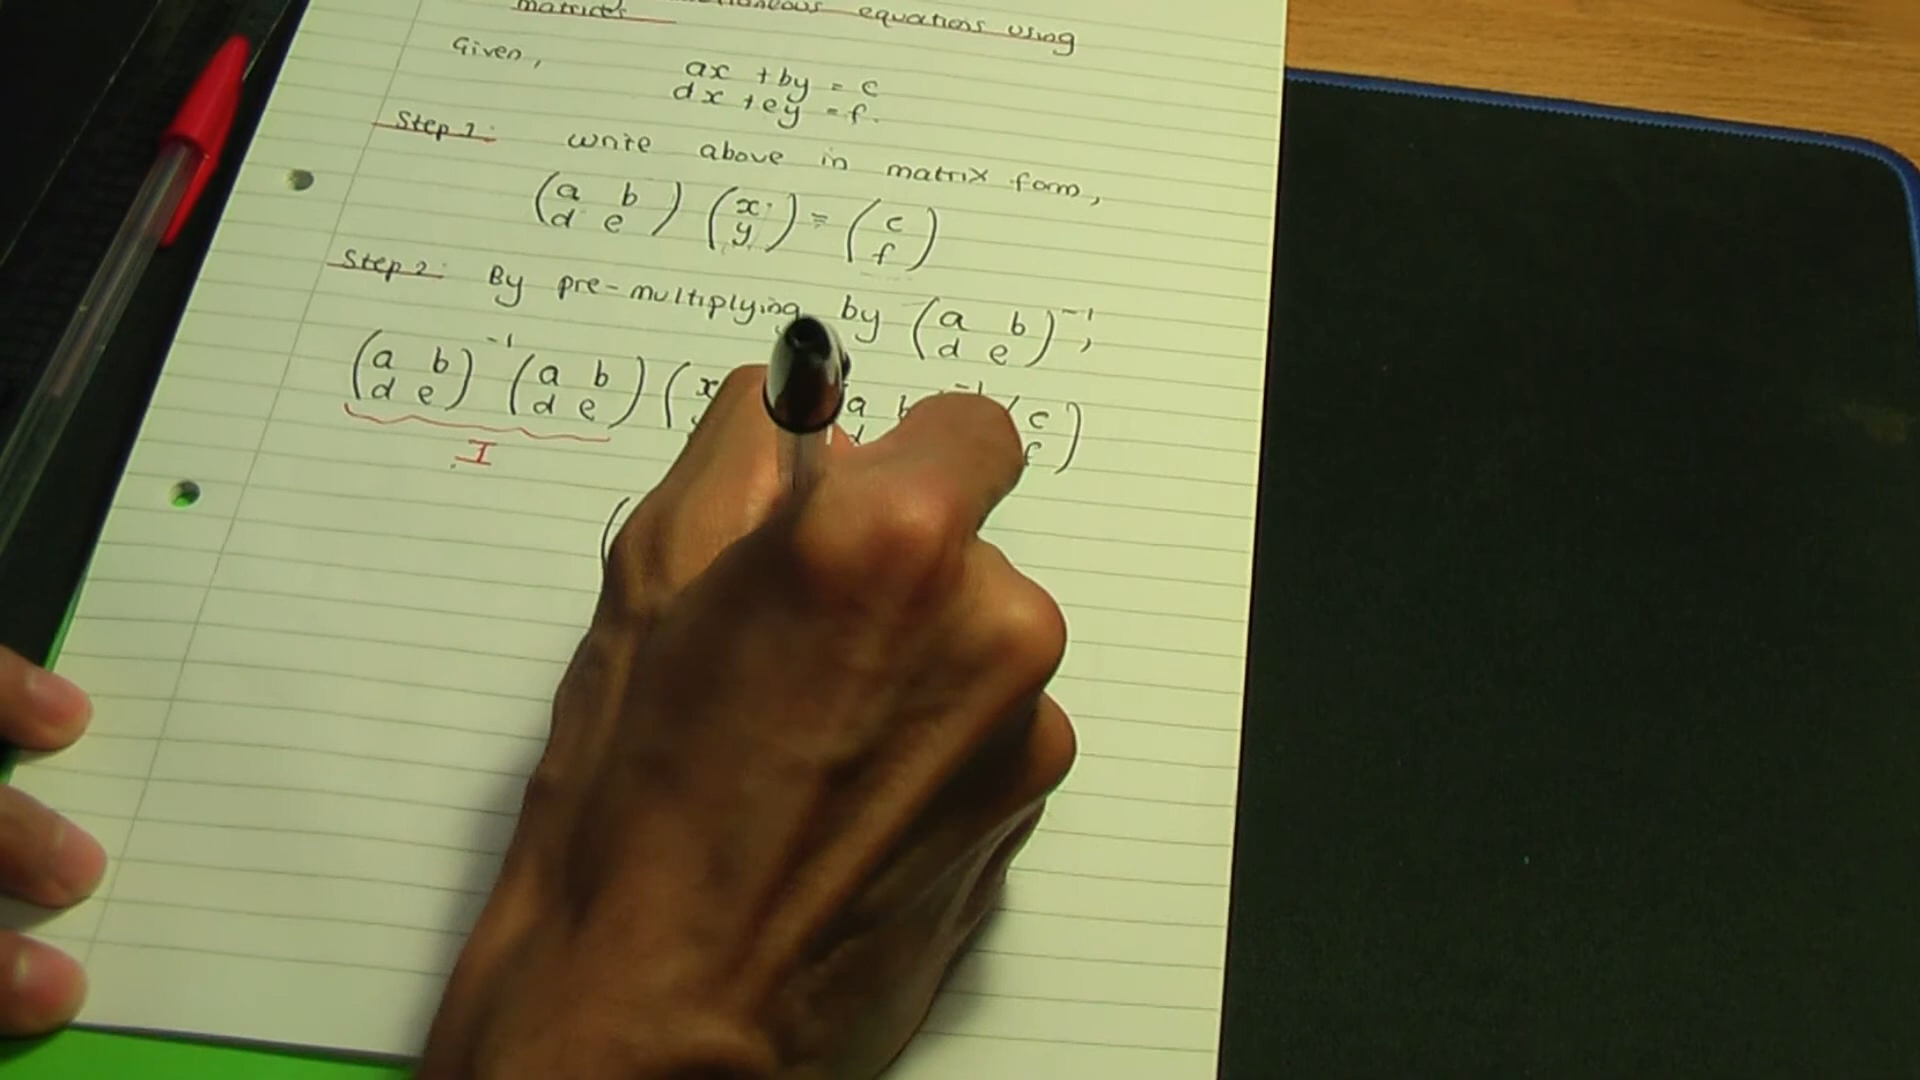 equations using
matrices
Given,
ax + by = c
dx + ey = f.
Step 1: write above in matrix form,
(a b) (x) = (c)
(d e) (y) (f)
Step 2: By pre-multiplying by (a b)⁻¹,
(d e)
(a b)⁻¹ (a b) (x a b ⁻¹ (c)
(d e) (d e) d f)
I
(